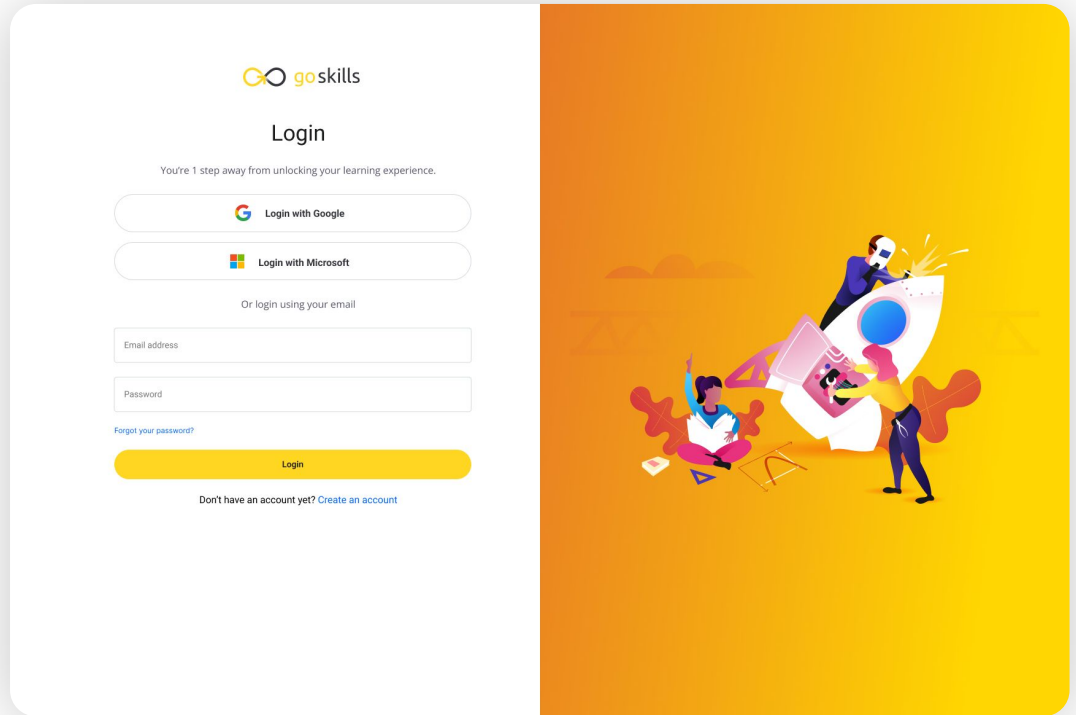 goskills
Login
You're 1 step away from unlocking your learning experience.
Login with Google
Login with Microsoft
Or login using your email
Email address
Password
Forgot your password?
Login
Don't have an account yet? Create an account